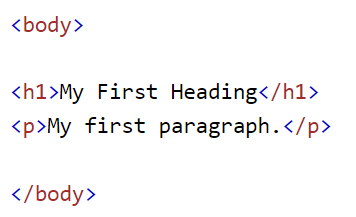 <body>
<h1>My First Heading</h1>
<p>My first paragraph.</p>
</body>